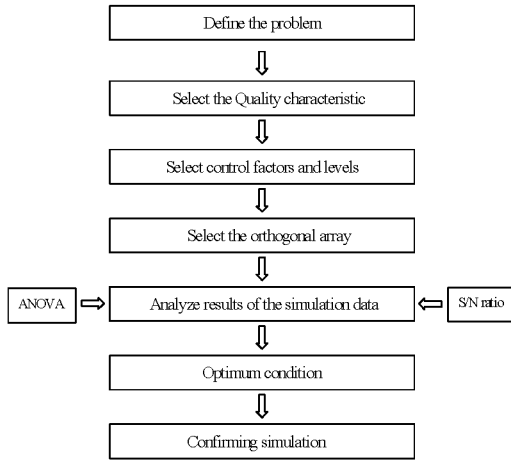 Define the problem
Select the Quality characteristic
Select control factors and levels
Select the orthogonal array
ANOVA
Analyze results of the simulation data
S/N ratio
Optimum condition
Confirming simulation